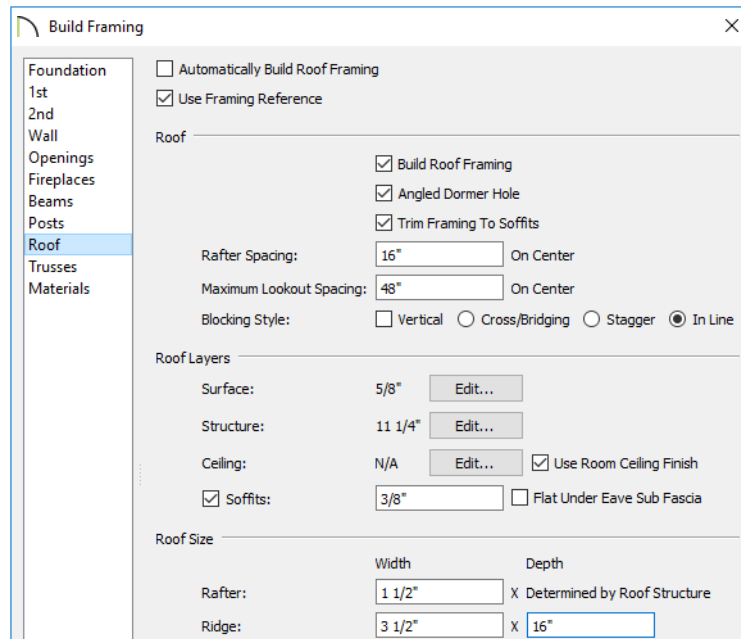 Build Framing
Foundation
1st
2nd
Wall
Openings
Fireplaces
Beams
Posts
Roof
Trusses
Materials
Automatically Build Roof Framing
Use Framing Reference
Roof
Build Roof Framing
Angled Dormer Hole
Trim Framing To Soffits
Rafter Spacing: 16" On Center
Maximum Lookout Spacing: 48" On Center
Blocking Style: Vertical Cross/Bridging Stagger In Line
Roof Layers
Surface: 5/8" Edit...
Structure: 11 1/4" Edit...
Ceiling: N/A Edit... Use Room Ceiling Finish
Soffits: 3/8" Flat Under Eave Sub Fascia
Roof Size
Width Depth
Rafter: 1 1/2" X Determined by Roof Structure
Ridge: 3 1/2" X 16"